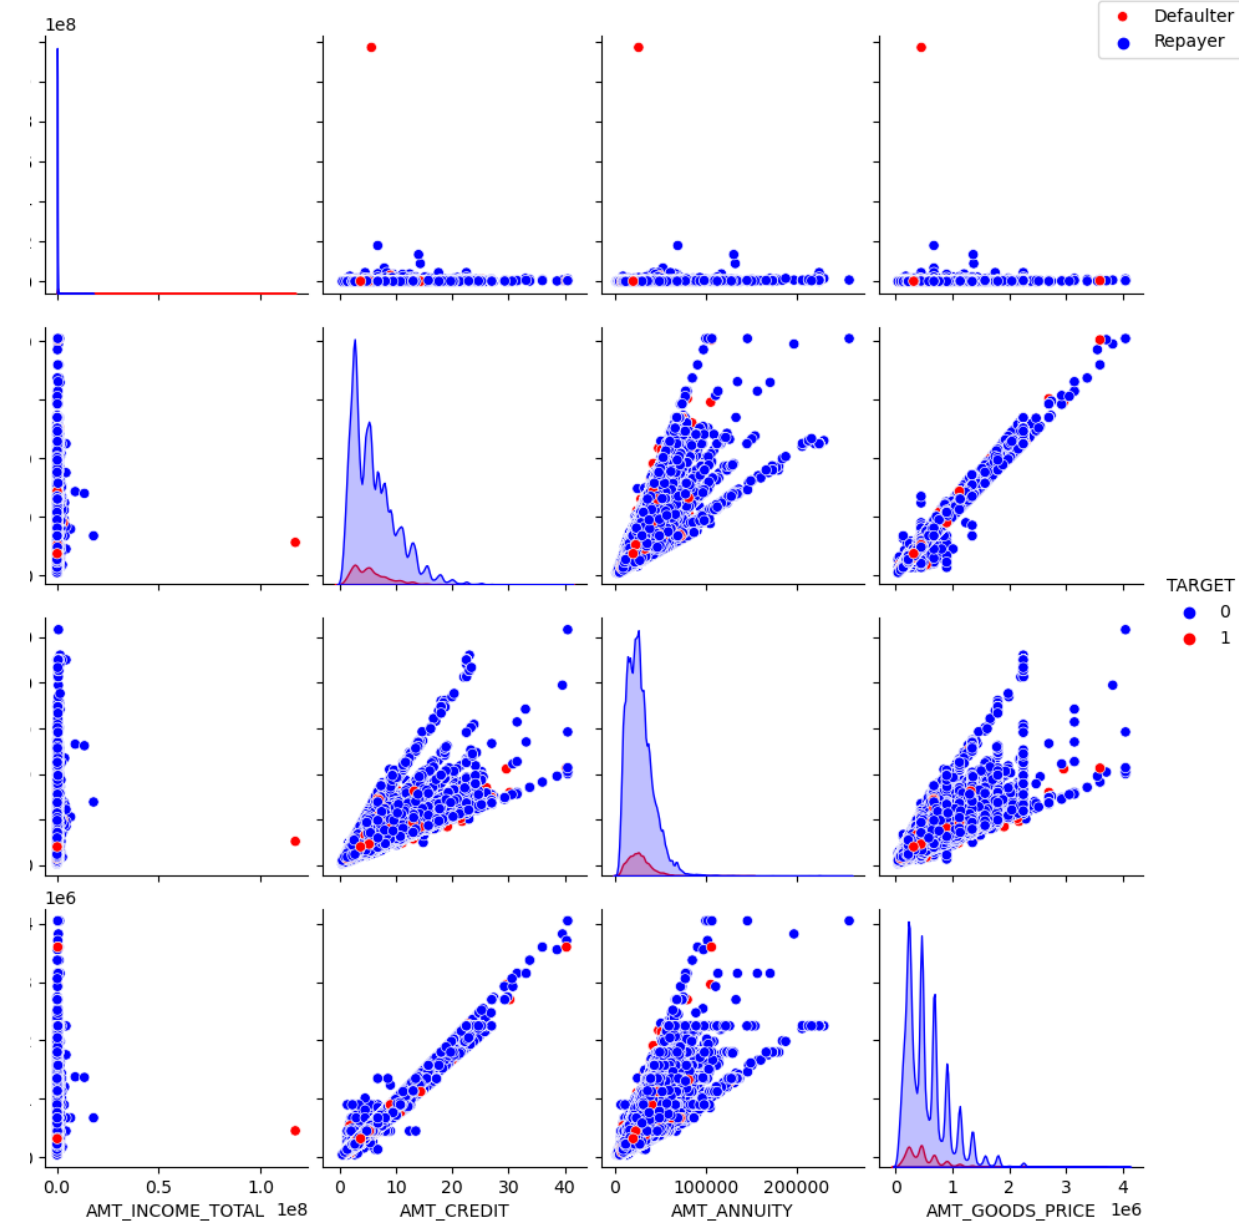 1e8
Defaulter
Repayer
TARGET
0
1
1e6
0.0 0.5 1.0 0 10 20 30 40 0 100000 200000 0 1 2 3 4
AMT_INCOME_TOTAL 1e8 AMT_CREDIT AMT_ANNUITY AMT_GOODS_PRICE 1e6